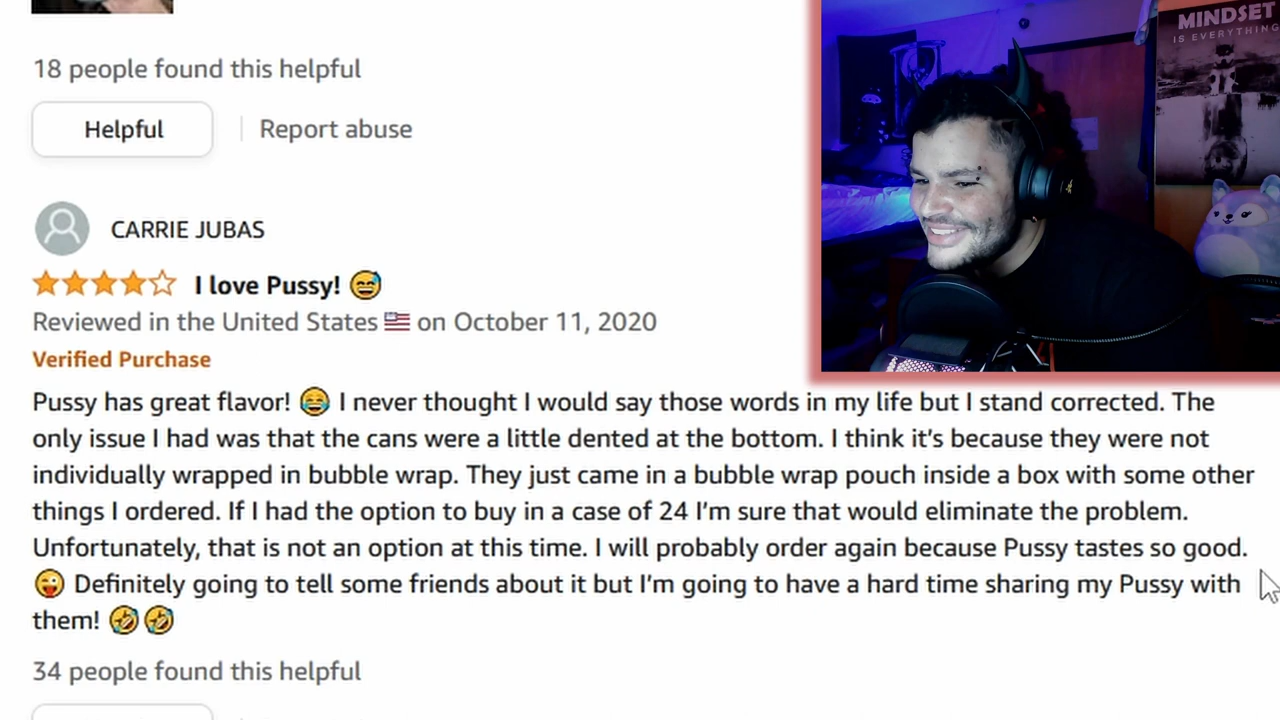 MINDSET
IS EVERYTHING
18 people found this helpful
Helpful
Report abuse
CARRIE JUBAS
I love Pussy! 😅
Reviewed in the United States 🇺🇸 on October 11, 2020
Verified Purchase
Pussy has great flavor! 😂 I never thought I would say those words in my life but I stand corrected. The
only issue I had was that the cans were a little dented at the bottom. I think it’s because they were not
individually wrapped in bubble wrap. They just came in a bubble wrap pouch inside a box with some other
things I ordered. If I had the option to buy in a case of 24 I’m sure that would eliminate the problem.
Unfortunately, that is not an option at this time. I will probably order again because Pussy tastes so good.
😜 Definitely going to tell some friends about it but I’m going to have a hard time sharing my Pussy with
them! 🤣🤣
34 people found this helpful